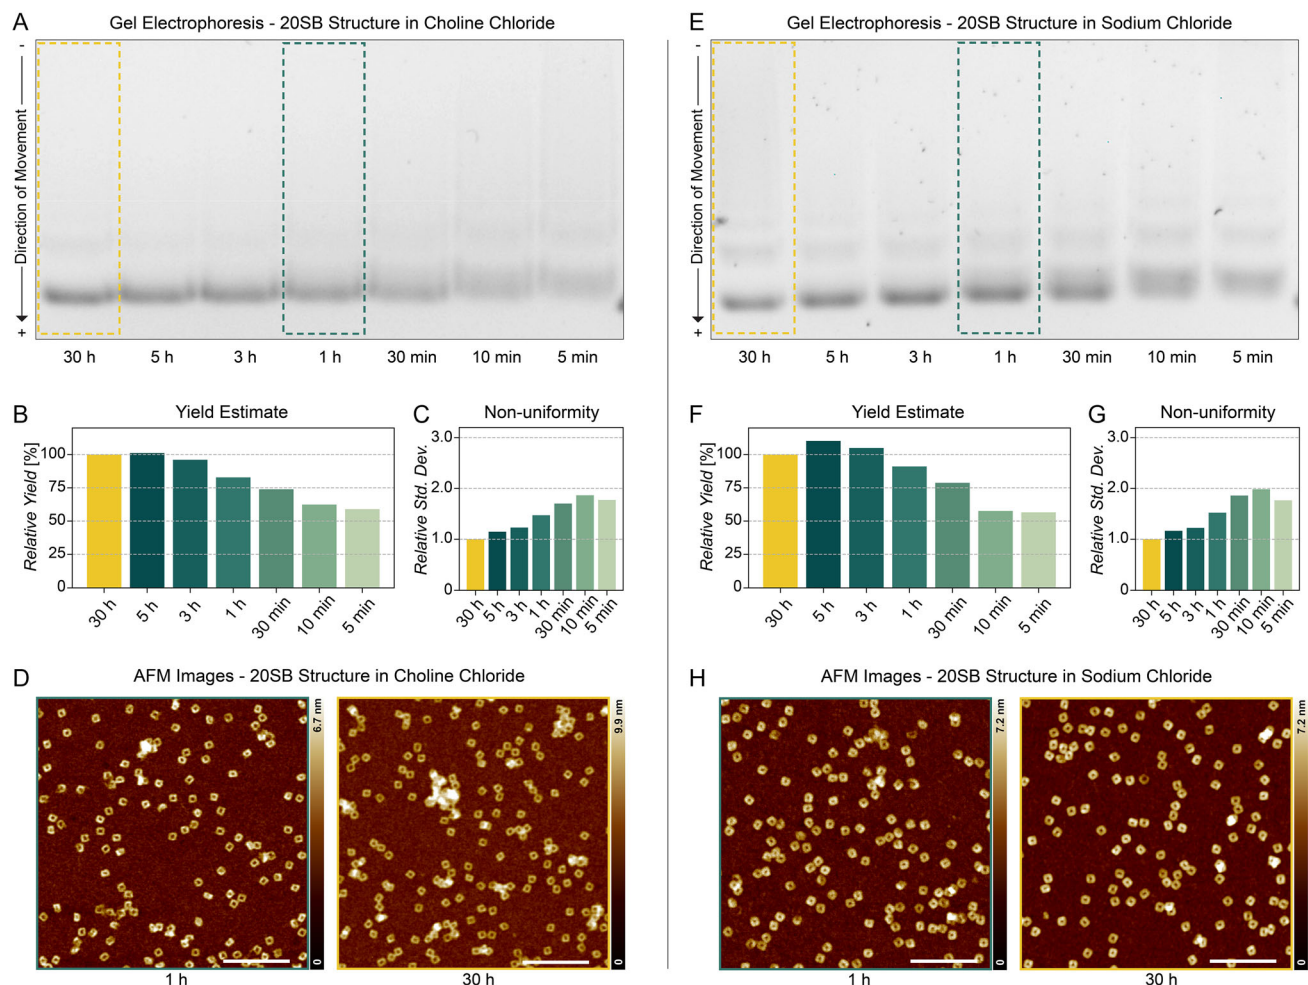 A
Gel Electrophoresis - 20SB Structure in Choline Chloride
-
Direction of Movement
+
30 h
5 h
3 h
1 h
30 min
10 min
5 min
B
Yield Estimate
Relative Yield [%]
100
75
50
25
0
30 h
5 h
3 h
1 h
30 min
10 min
5 min
C
Non-uniformity
Relative Std. Dev.
3.0
2.0
1.0
0
30 h
5 h
3 h
1 h
30 min
10 min
5 min
D
AFM Images - 20SB Structure in Choline Chloride
6.7 nm
0
1 h
9.9 nm
0
30 h
E
Gel Electrophoresis - 20SB Structure in Sodium Chloride
-
Direction of Movement
+
30 h
5 h
3 h
1 h
30 min
10 min
5 min
F
Yield Estimate
Relative Yield [%]
100
75
50
25
0
30 h
5 h
3 h
1 h
30 min
10 min
5 min
G
Non-uniformity
Relative Std. Dev.
3.0
2.0
1.0
0
30 h
5 h
3 h
1 h
30 min
10 min
5 min
H
AFM Images - 20SB Structure in Sodium Chloride
7.2 nm
0
1 h
7.2 nm
0
30 h